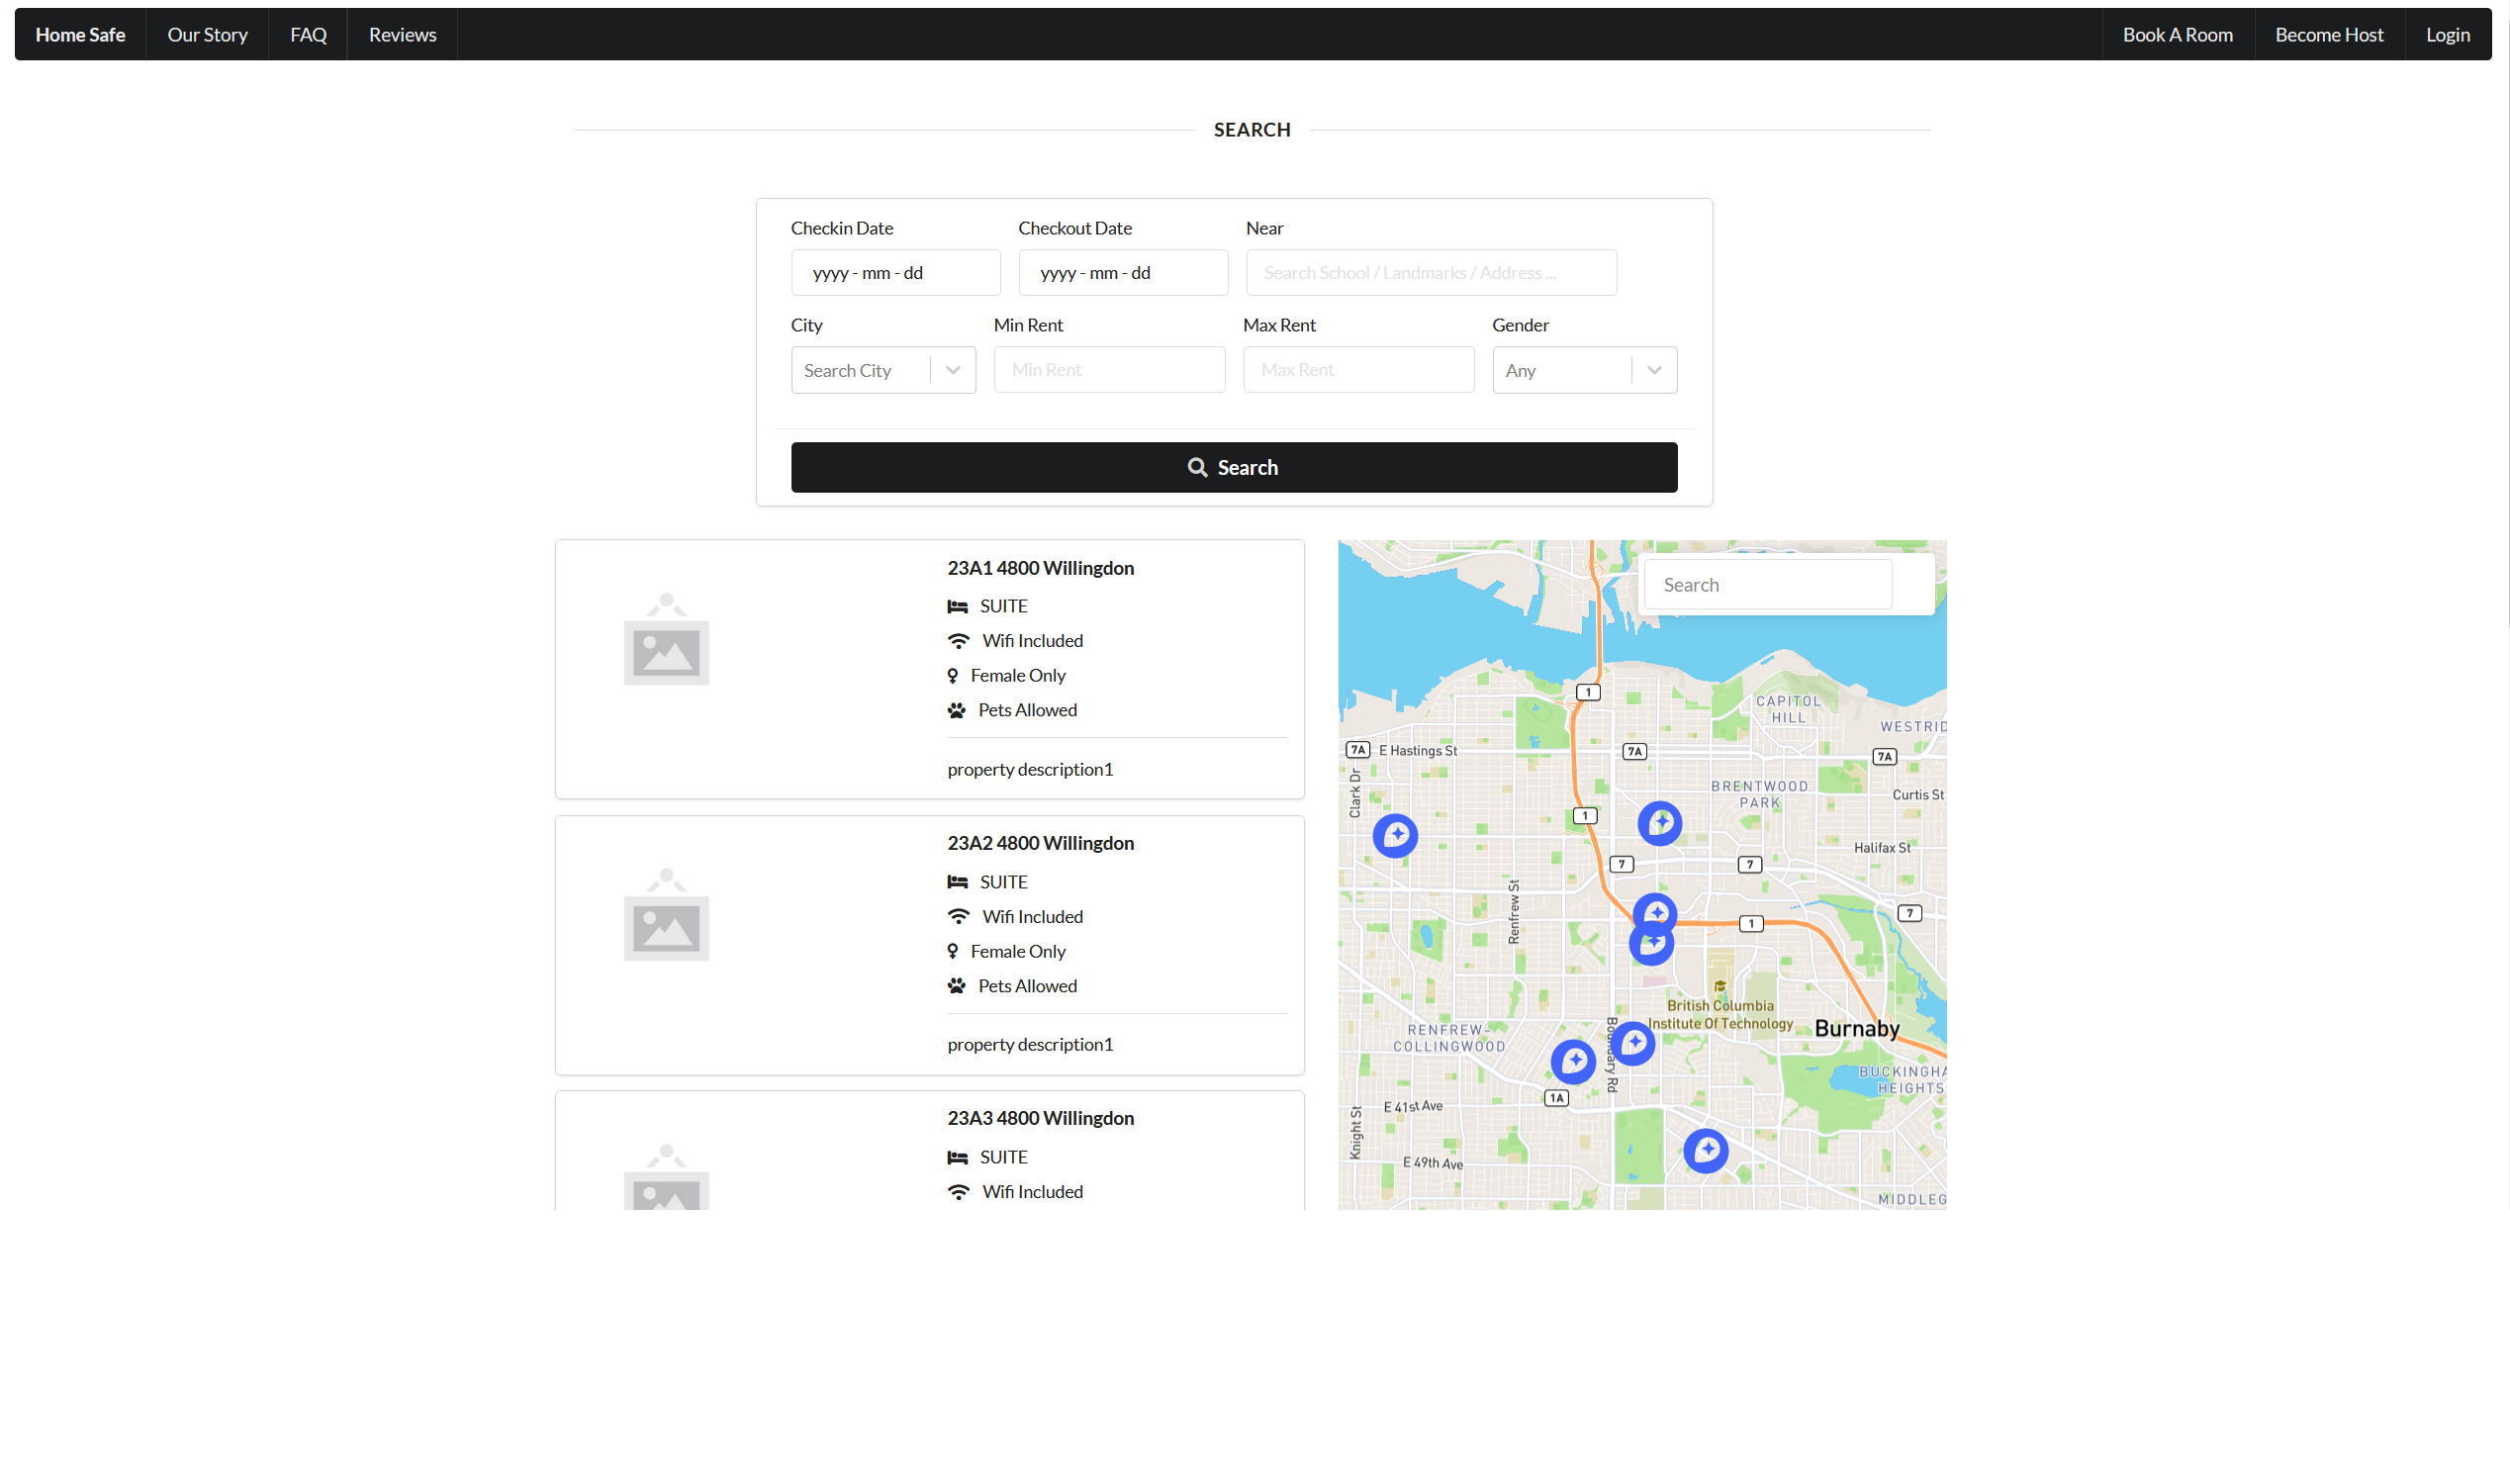 Home Safe
Our Story
FAQ
Reviews
Book A Room
Become Host
Login
SEARCH
Checkin Date
Checkout Date
Near
yyyy - mm - dd
yyyy - mm - dd
Search School / Landmarks / Address ...
City
Min Rent
Max Rent
Gender
Search City
Min Rent
Max Rent
Any
Search
23A1 4800 Willingdon
SUITE
Wifi Included
Female Only
Pets Allowed
property description1
23A2 4800 Willingdon
SUITE
Wifi Included
Female Only
Pets Allowed
property description1
23A3 4800 Willingdon
SUITE
Wifi Included
Search
1
CAPITOL
HILL
WESTRID
7A
E Hastings St
7A
7A
Clark Dr
BRENTWOOD
PARK
Curtis St
1
Halifax St
7
7
Renfrew St
7
1
British Columbia
Institute Of Technology
Burnaby
RENFREW-
COLLINGWOOD
Boundary Rd
BUCKINGHA
HEIGHTS
1A
E 41st Ave
Knight St
E 49th Ave
MIDDLEG